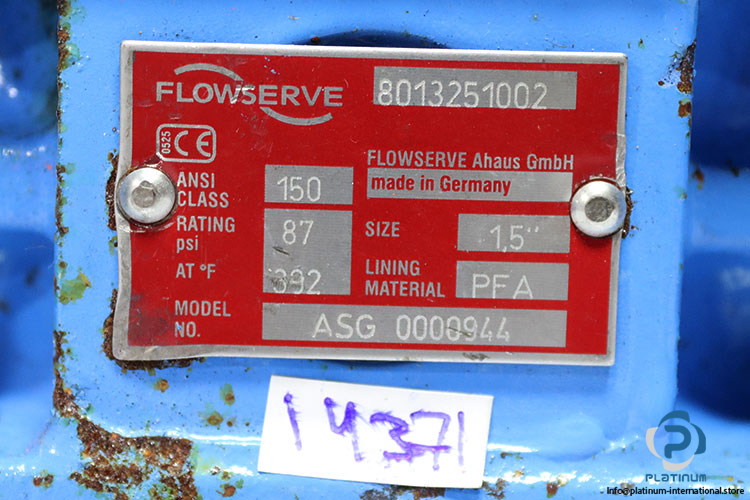 FLOWSERVE
8013251002
0525 CE
FLOWSERVE Ahaus GmbH
made in Germany
ANSI CLASS 150
RATING psi 87
SIZE 1,5"
AT °F 392
LINING MATERIAL PFA
MODEL NO. ASG 0000944
14371
PLATINUM
info@platinum-international.store